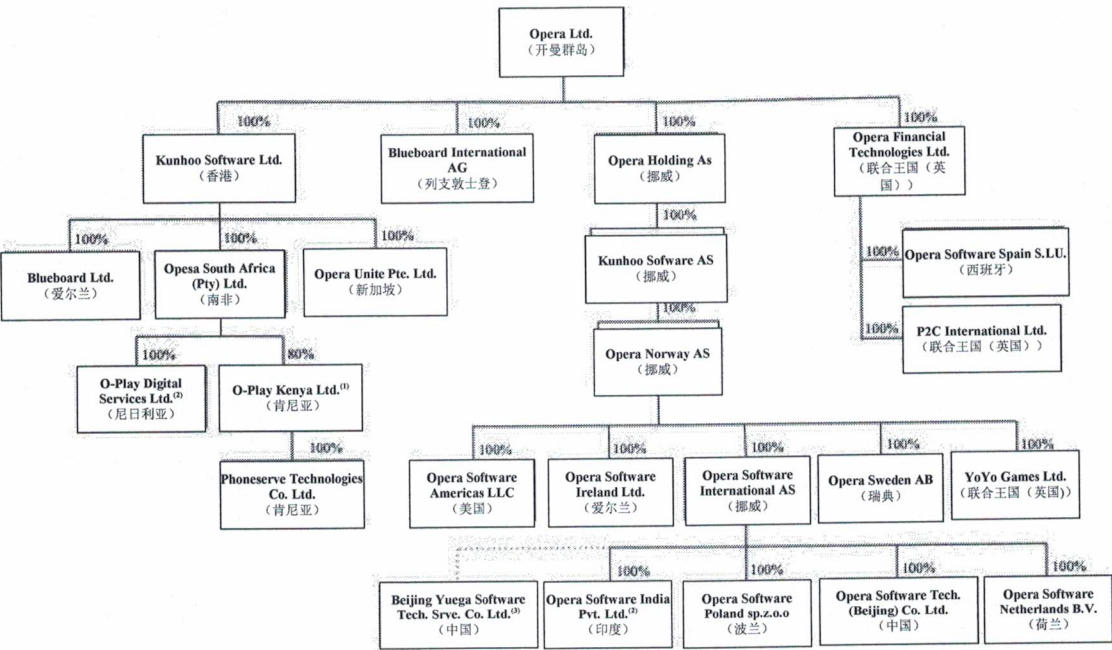 Opera Ltd.
(开曼群岛)
100%
100%
100%
100%
Kunhoo Software Ltd.
(香港)
Blueboard International
AG
(列支敦士登)
Opera Holding As
(挪威)
Opera Financial
Technologies Ltd.
(联合王国(英
国))
100%
100%
100%
100%
Blueboard Ltd.
(爱尔兰)
Opesa South Africa
(Pty) Ltd.
(南非)
Opera Unite Pte. Ltd.
(新加坡)
Kunhoo Sofware AS
(挪威)
100%
Opera Software Spain S.LU.
(西班牙)
100%
100%
P2C International Ltd.
(联合王国(英国))
Opera Norway AS
(挪威)
100%
80%
O-Play Digital
Services Ltd.(2)
(尼日利亚)
O-Play Kenya Ltd.(1)
(肯尼亚)
100%
100%
100%
100%
100%
100%
Phoneserve Technologies
Co. Ltd.
(肯尼亚)
Opera Software
Americas LLC
(美国)
Opera Software
Ireland Ltd.
(爱尔兰)
Opera Software
International AS
(挪威)
Opera Sweden AB
(瑞典)
YoYo Games Ltd.
(联合王国(英国))
100%
100%
100%
100%
Beijing Yuega Software
Tech. Srve. Co. Ltd.(3)
(中国)
Opera Software India
Pvt. Ltd.(2)
(印度)
Opera Software
Poland sp.z.o.o
(波兰)
Opera Software Tech.
(Beijing) Co. Ltd.
(中国)
Opera Software
Netherlands B.V.
(荷兰)